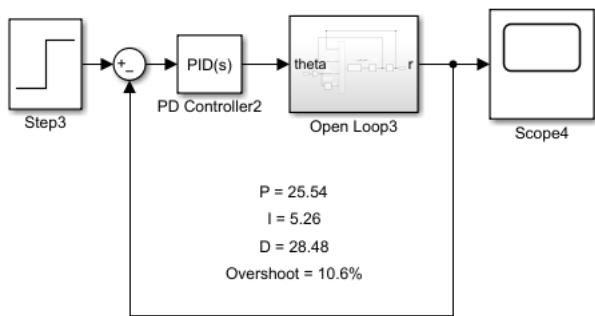 +
−
PID(s)
theta
r
Step3
PD Controller2
Open Loop3
Scope4
P = 25.54
I = 5.26
D = 28.48
Overshoot = 10.6%